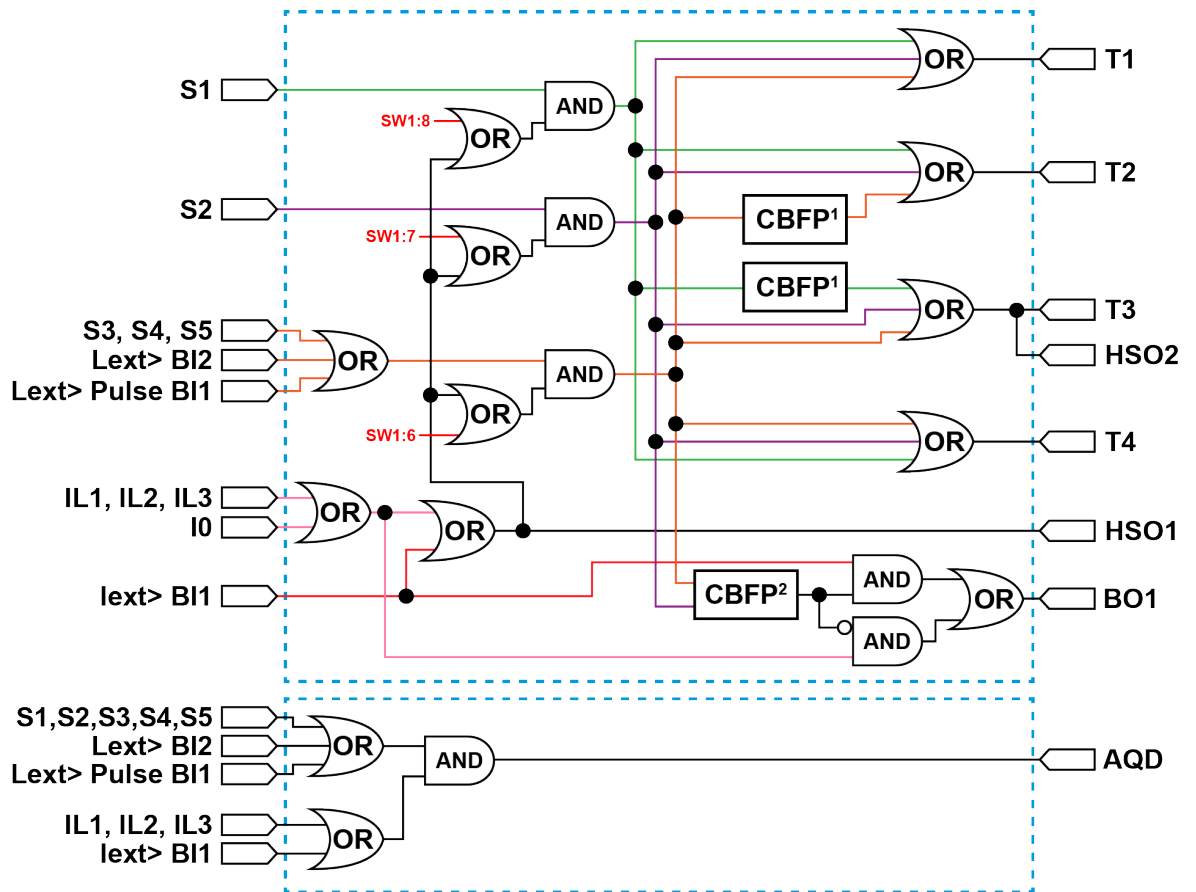 OR
T1
S1
AND
SW1:8
OR
OR
T2
S2
AND
CBFP¹
SW1:7
OR
CBFP¹
OR
T3
S3, S4, S5
HSO2
Lext> BI2
OR
AND
Lext> Pulse BI1
OR
SW1:6
OR
T4
IL1, IL2, IL3
OR
I0
OR
HSO1
Iext> BI1
CBFP²
AND
OR
BO1
AND
S1,S2,S3,S4,S5
Lext> BI2
OR
Lext> Pulse BI1
AND
AQD
IL1, IL2, IL3
OR
Iext> BI1